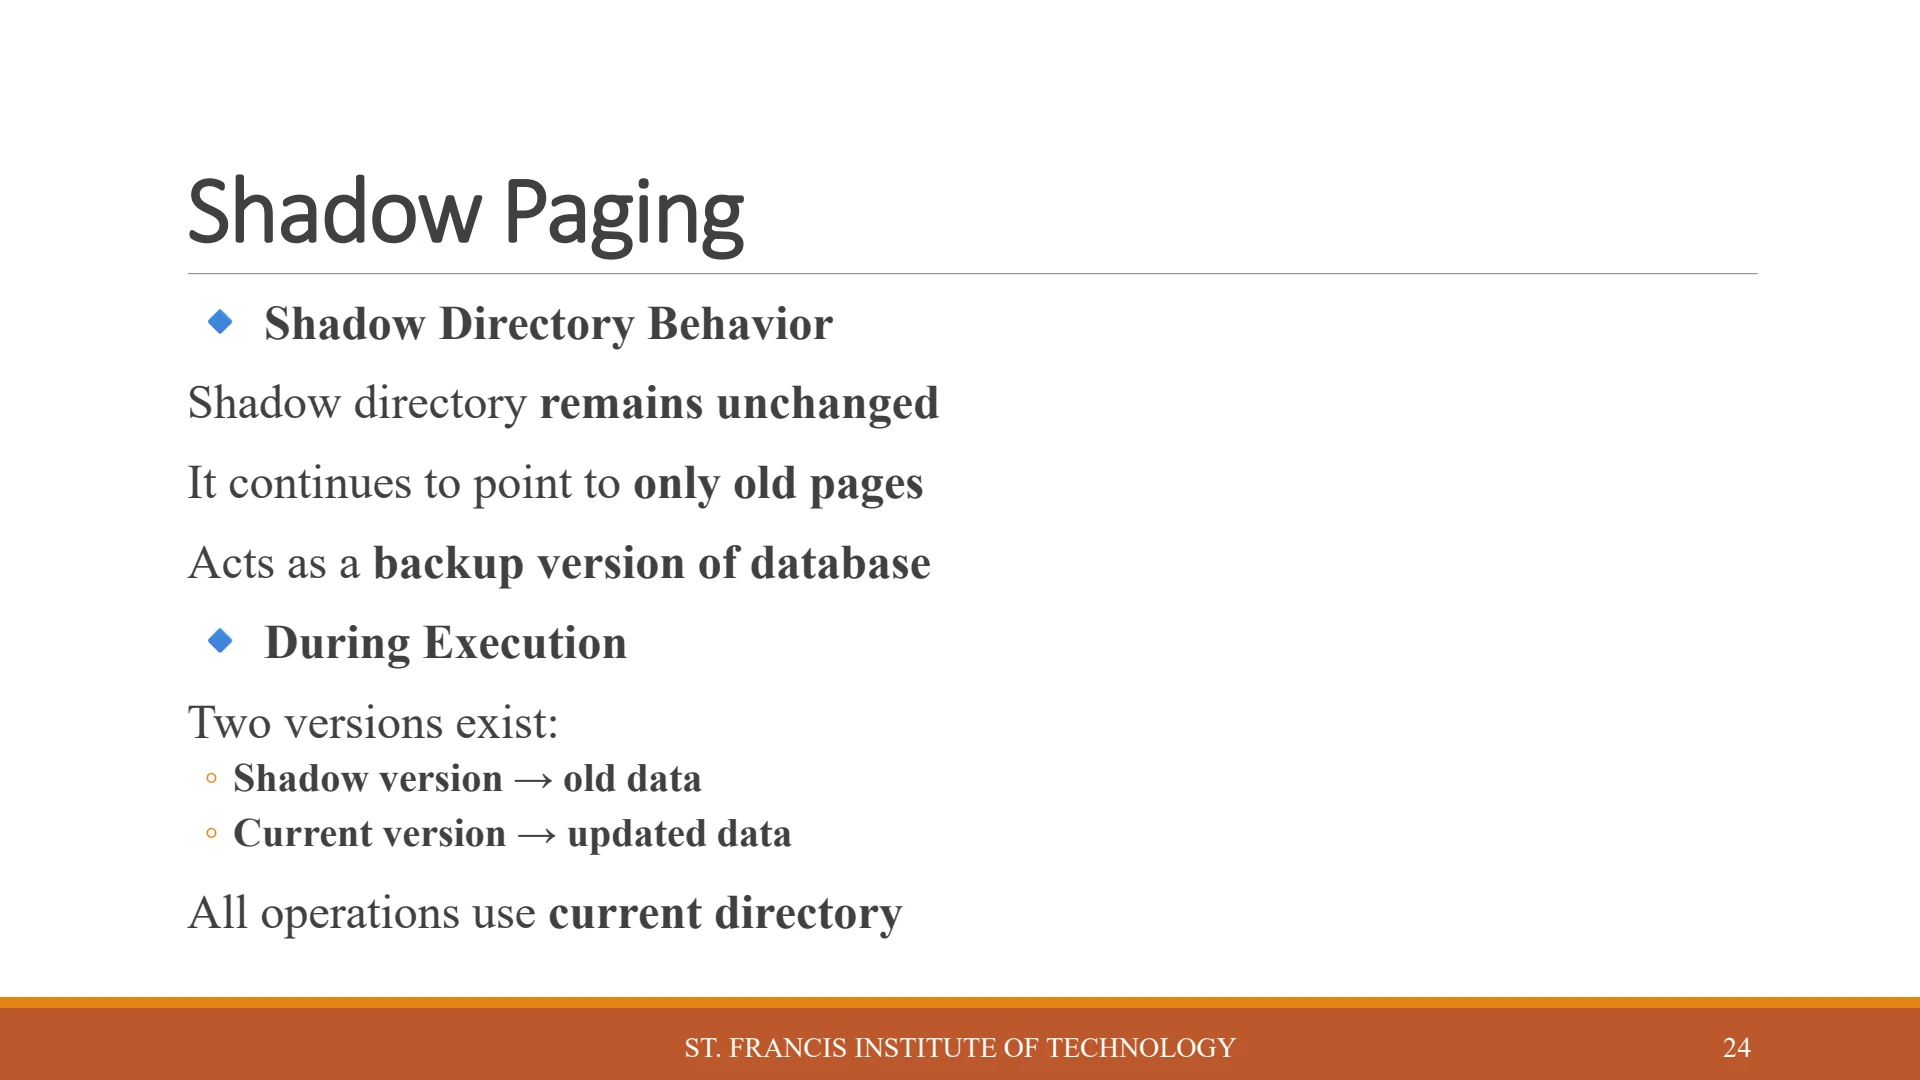 Shadow Paging
🔹 Shadow Directory Behavior
Shadow directory remains unchanged
It continues to point to only old pages
Acts as a backup version of database
🔹 During Execution
Two versions exist:
◦ Shadow version → old data
◦ Current version → updated data
All operations use current directory
ST. FRANCIS INSTITUTE OF TECHNOLOGY
24